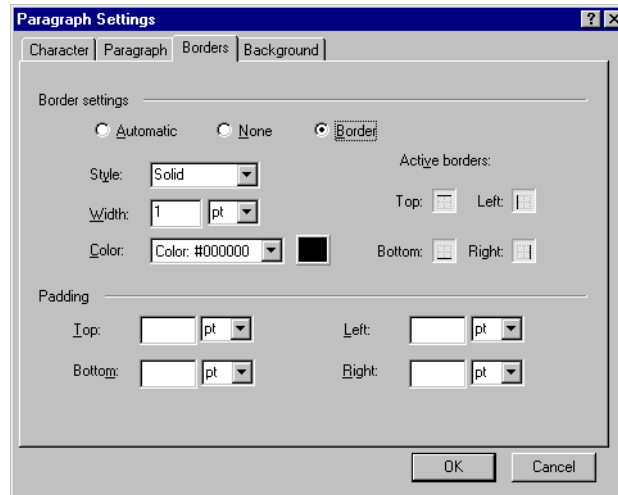 Paragraph Settings
Character Paragraph Borders Background
Border settings
Automatic None Border
Active borders:
Style: Solid
Top: Left:
Width: 1 pt
Color: Color: #000000
Bottom: Right:
Padding
Top: pt Left: pt
Bottom: pt Right: pt
OK Cancel